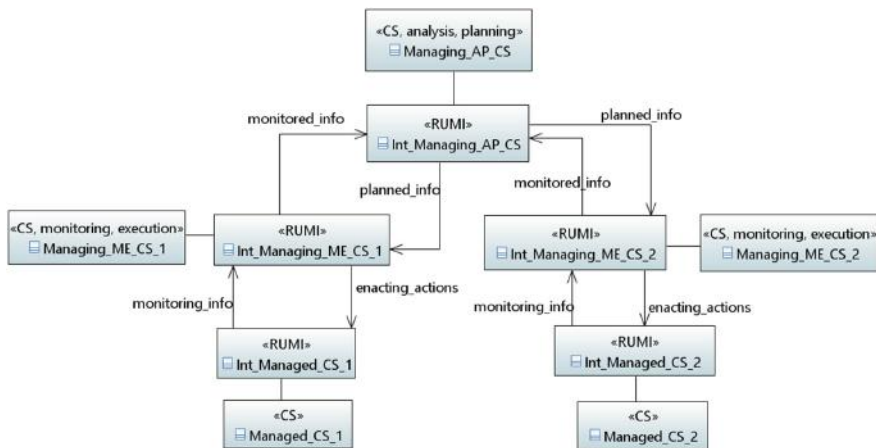 «CS, analysis, planning»
Managing_AP_CS
monitored_info
«RUMI»
Int_Managing_AP_CS
planned_info
planned_info
monitored_info
«CS, monitoring, execution»
Managing_ME_CS_1
«RUMI»
Int_Managing_ME_CS_1
«RUMI»
Int_Managing_ME_CS_2
«CS, monitoring, execution»
Managing_ME_CS_2
monitoring_info
enacting_actions
monitoring_info
enacting_actions
«RUMI»
Int_Managed_CS_1
«RUMI»
Int_Managed_CS_2
«CS»
Managed_CS_1
«CS»
Managed_CS_2